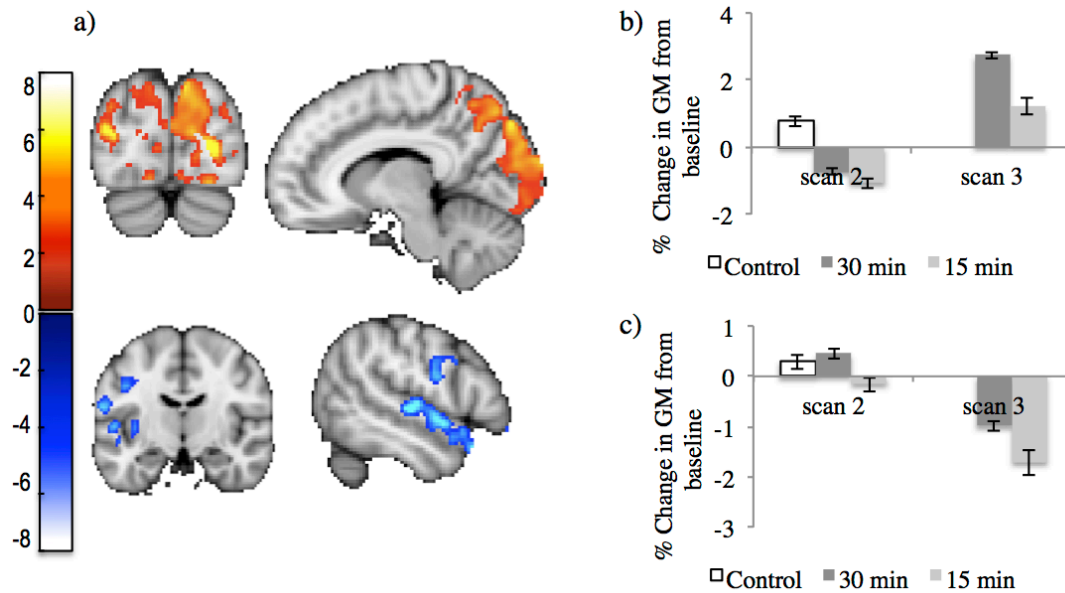 a)
8
6
4
2
0
-2
-4
-6
-8
b)
% Change in GM from
baseline
4
2
0
-2
scan 2
scan 3
Control
30 min
15 min
c)
% Change in GM from
baseline
1
0
-1
-2
-3
scan 2
scan 3
Control
30 min
15 min